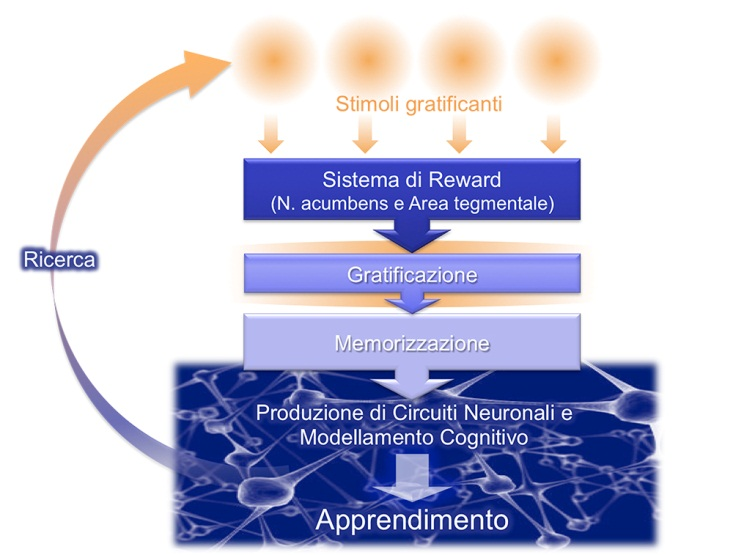 Stimoli gratificanti
Sistema di Reward
(N. acumbens e Area tegmentale)
Ricerca
Gratificazione
Memorizzazione
Produzione di Circuiti Neuronali e
Modellamento Cognitivo
Apprendimento